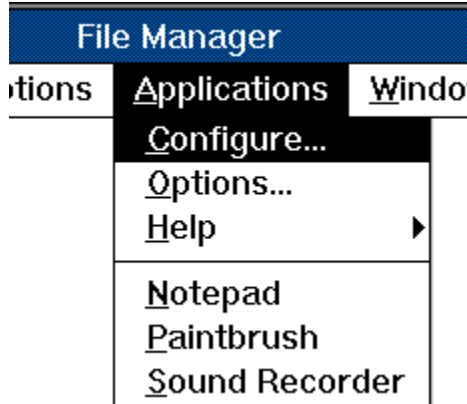 File Manager
tions Applications Windo
Configure...
Options...
Help
Notepad
Paintbrush
Sound Recorder